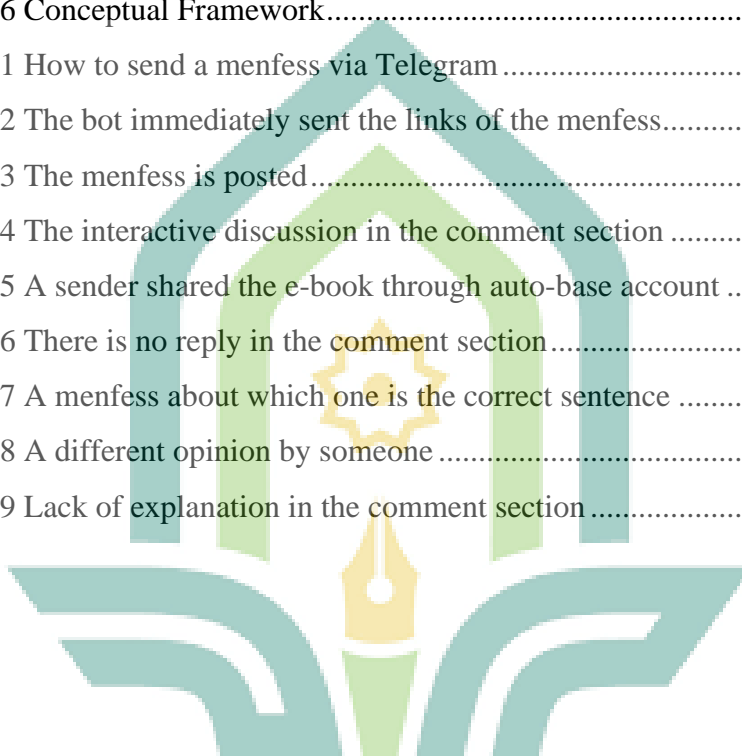 6 Conceptual Framework..................................................
1 How to send a menfess via Telegram..............................
2 The bot immediately sent the links of the menfess.........
3 The menfess is posted....................................................
4 The interactive discussion in the comment section ........
5 A sender shared the e-book through auto-base account ..
6 There is no reply in the comment section........................
7 A menfess about which one is the correct sentence .......
8 A different opinion by someone .....................................
9 Lack of explanation in the comment section...................